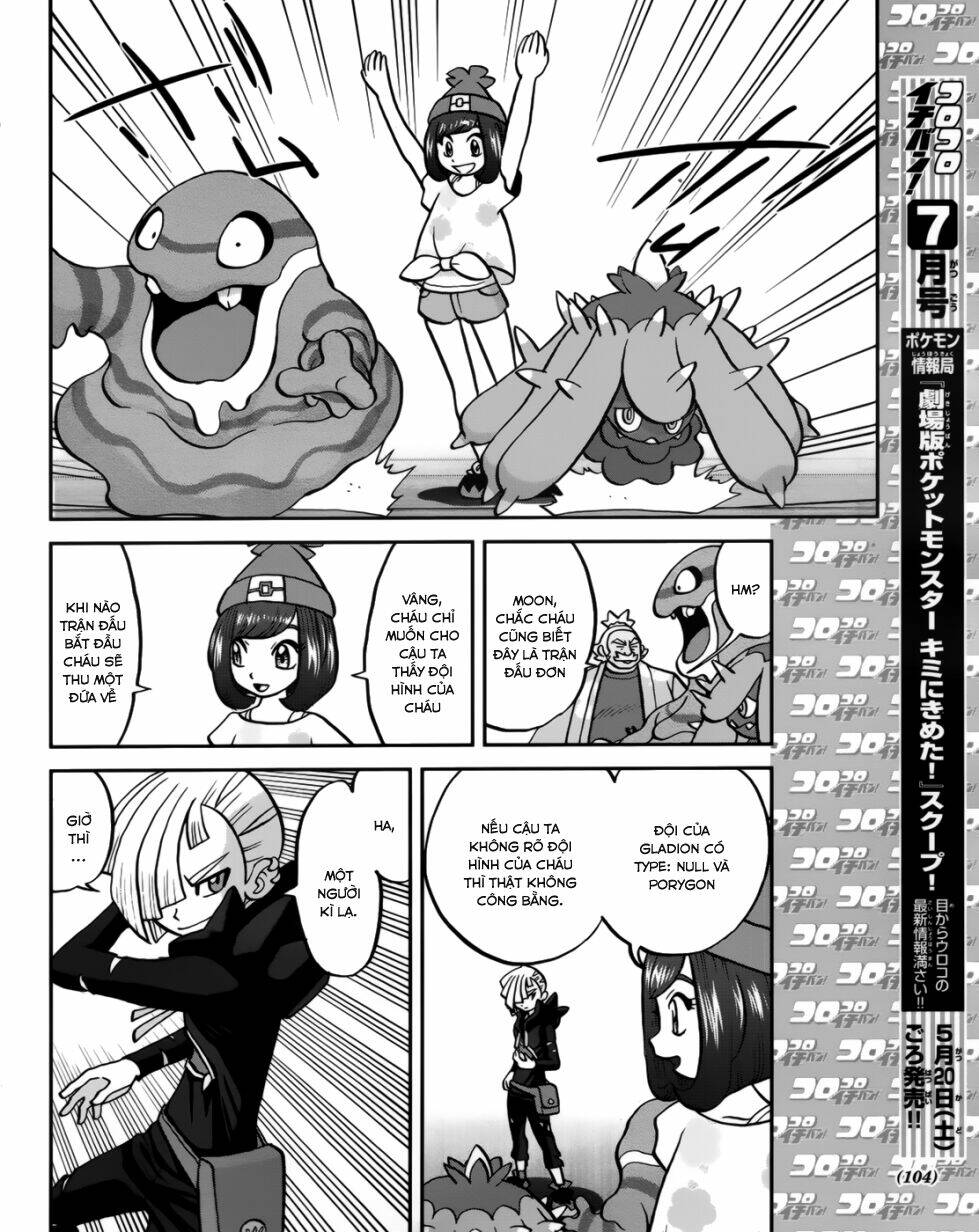 HM?
MOON,
CHẮC CHÁU
CŨNG BIẾT
ĐÂY LÀ TRẬN
ĐẤU ĐƠN
VÂNG,
CHÁU CHỈ
MUỐN CHO
CẬU TA
THẤY ĐỘI
HÌNH CỦA
CHÁU
KHI NÀO
TRẬN ĐẤU
BẮT ĐẦU
CHÁU SẼ
THU MỘT
ĐỨA VỀ
ĐỘI CỦA
GLADION CÓ
TYPE: NULL VÀ
PORYGON
NẾU CẬU TA
KHÔNG RÕ ĐỘI
HÌNH CỦA CHÁU
THÌ THẬT KHÔNG
CÔNG BẰNG.
HA,
MỘT
NGƯỜI
KÌ LẠ.
GIỜ
THÌ
...
コロコロ
イチバン!
7
月号
ポケモン
情報局
『劇場版ポケットモンスター キミにきめた!』スクープ!
目からウロコの
最新情報満さい!!
5月20日(土)
ごろ発売!!
(104)